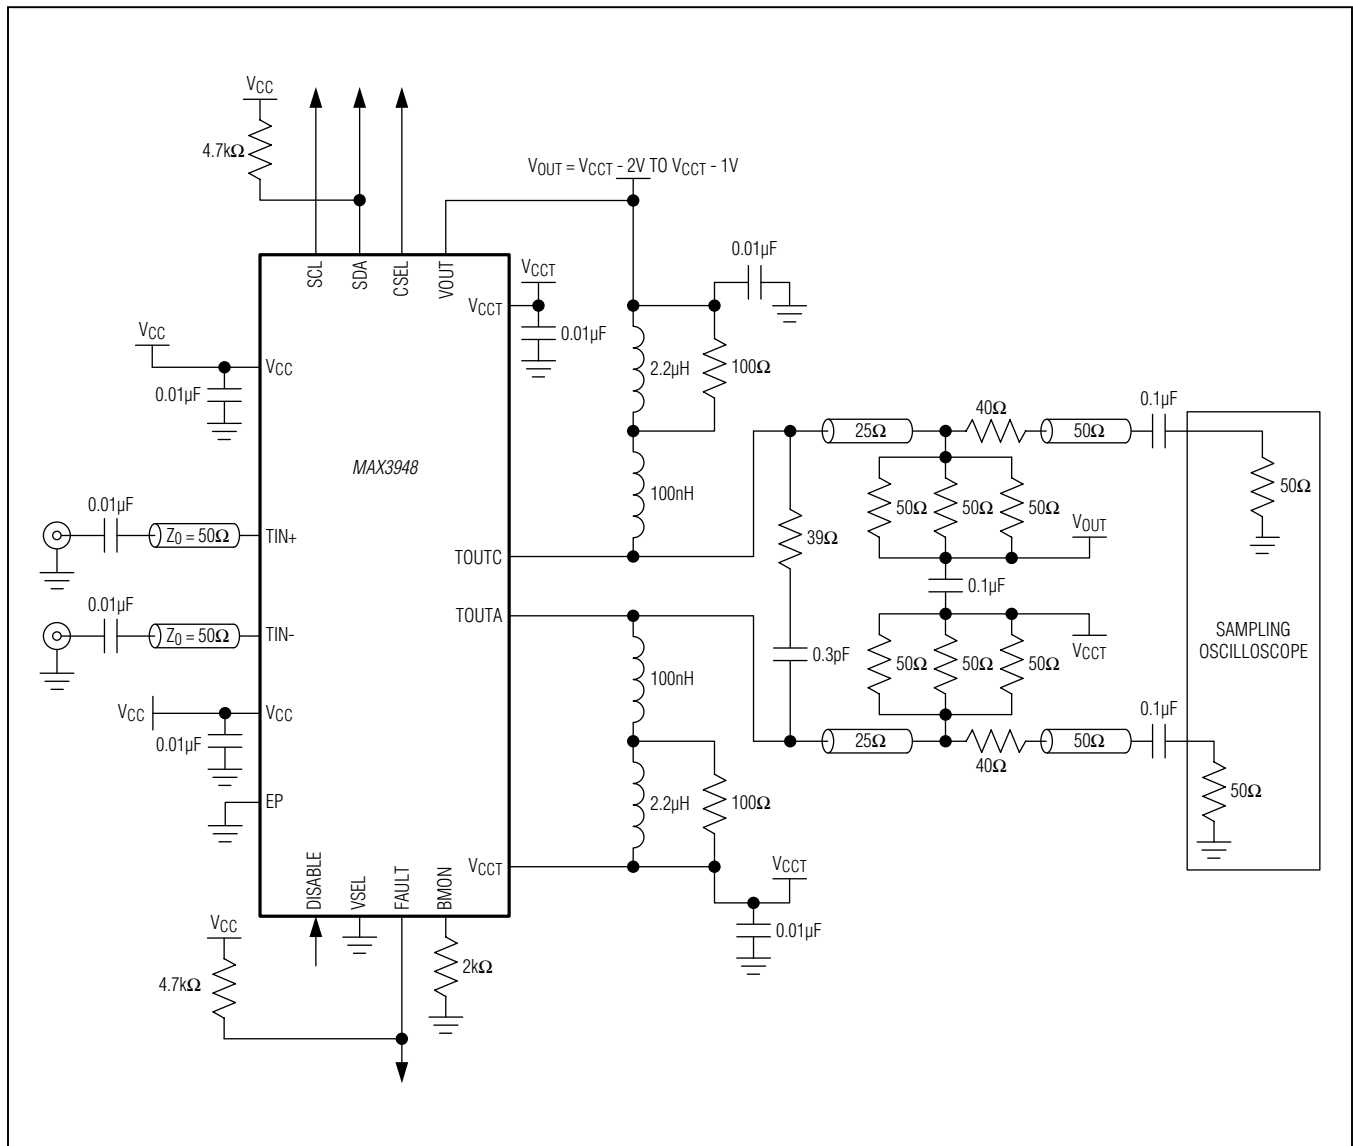 VCC
4.7kΩ
VOUT = VCCT - 2V TO VCCT - 1V
SCL
SDA
CSEL
VOUT
VCCT
VCCT
0.01µF
0.01µF
VCC
VCC
0.01µF
2.2µH
100Ω
MAX3948
100nH
25Ω
40Ω
50Ω
0.1µF
50Ω
50Ω
50Ω
50Ω
VOUT
39Ω
0.01µF
Z0 = 50Ω
TIN+
TOUTC
0.1µF
0.01µF
Z0 = 50Ω
TIN-
TOUTA
SAMPLING
OSCILLOSCOPE
VCCT
0.3pF
50Ω
50Ω
50Ω
100nH
VCC
VCC
0.01µF
0.1µF
25Ω
40Ω
50Ω
50Ω
2.2µH
100Ω
EP
VCCT
VCCT
0.01µF
DISABLE
VSEL
FAULT
BMON
VCC
4.7kΩ
2kΩ